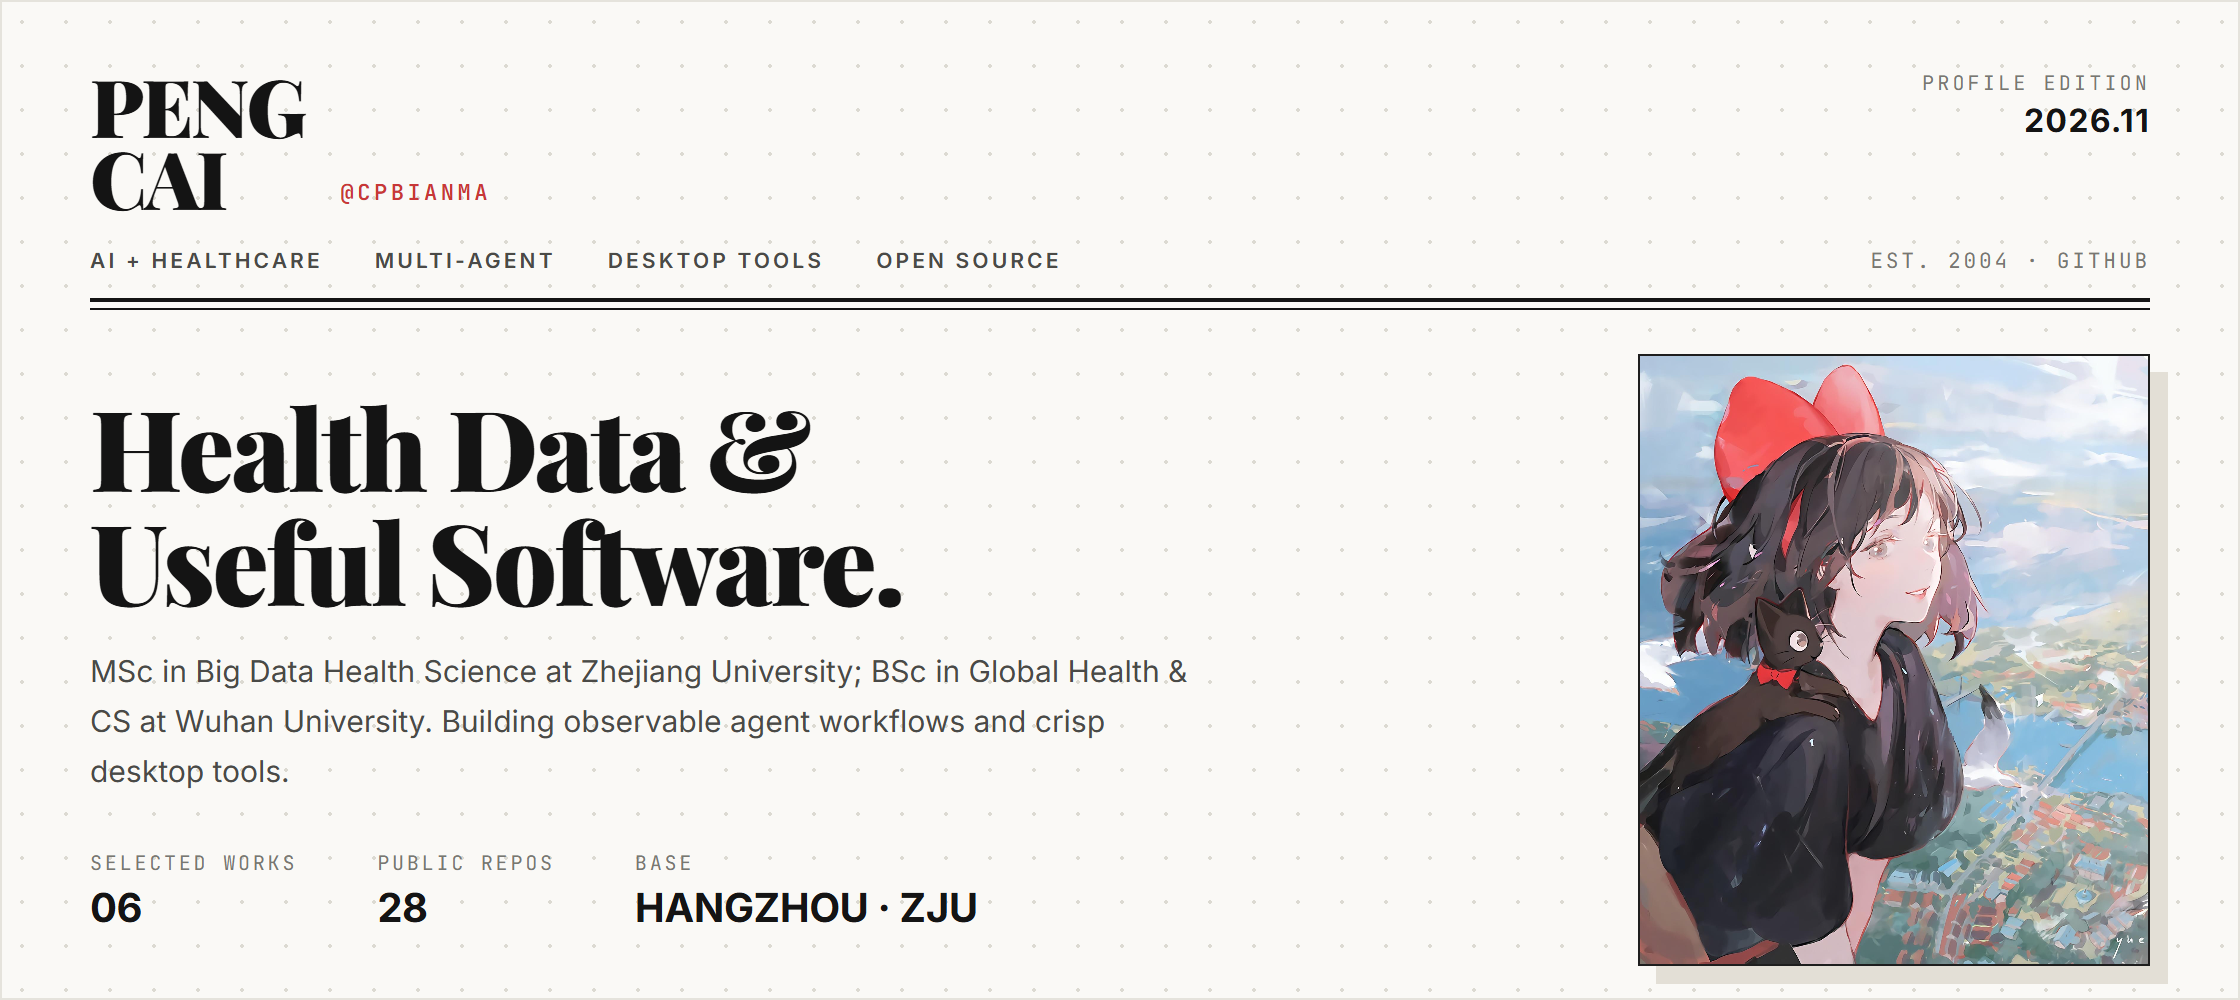 PENG
CAI
@CPBIANMA
PROFILE EDITION
2026.11
AI + HEALTHCARE MULTI-AGENT DESKTOP TOOLS OPEN SOURCE
EST. 2004 · GITHUB
Health Data &
Useful Software.
MSc in Big Data Health Science at Zhejiang University; BSc in Global Health &
CS at Wuhan University. Building observable agent workflows and crisp
desktop tools.
SELECTED WORKS
06
PUBLIC REPOS
28
BASE
HANGZHOU · ZJU
yue